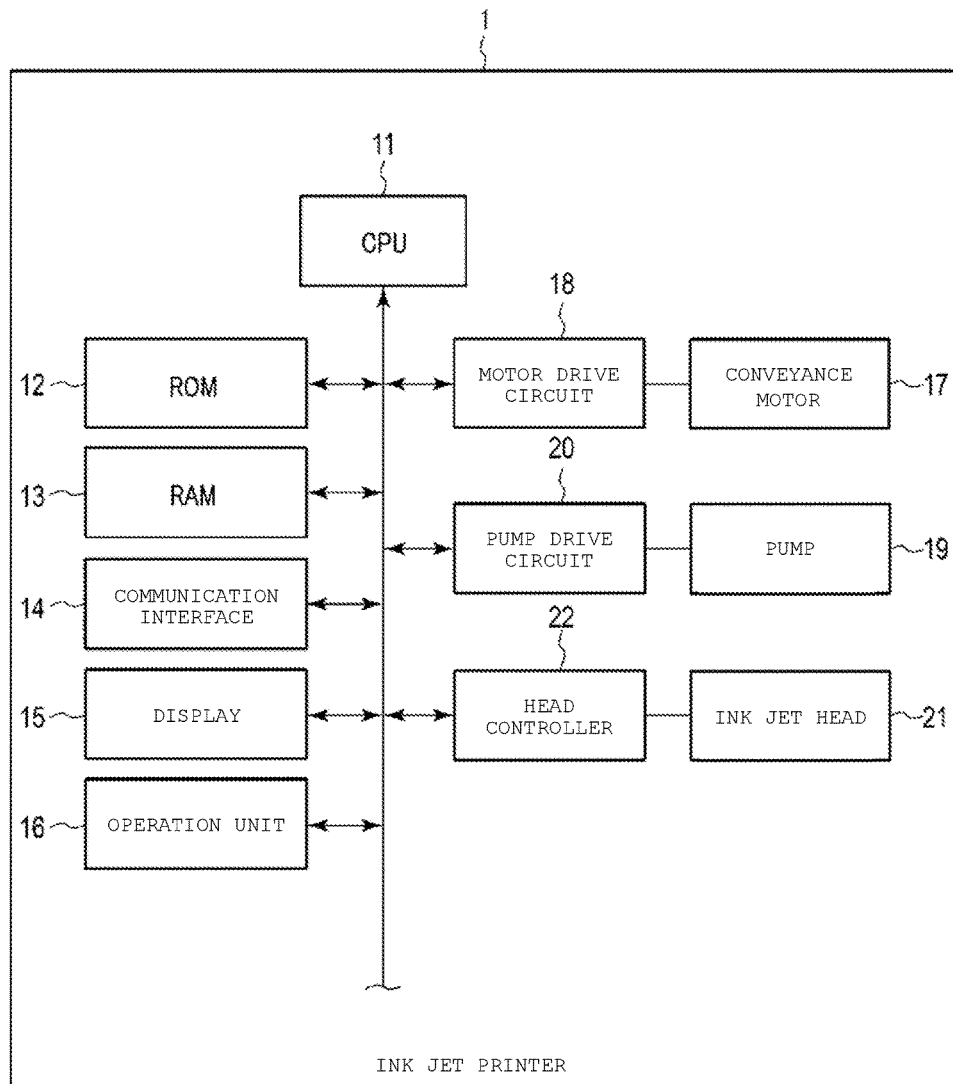 1
11
CPU
12
ROM
18
MOTOR DRIVE
CIRCUIT
CONVEYANCE
MOTOR
17
13
RAM
20
PUMP DRIVE
CIRCUIT
PUMP
19
14
COMMUNICATION
INTERFACE
22
15
DISPLAY
HEAD
CONTROLLER
INK JET HEAD
21
16
OPERATION UNIT
INK JET PRINTER